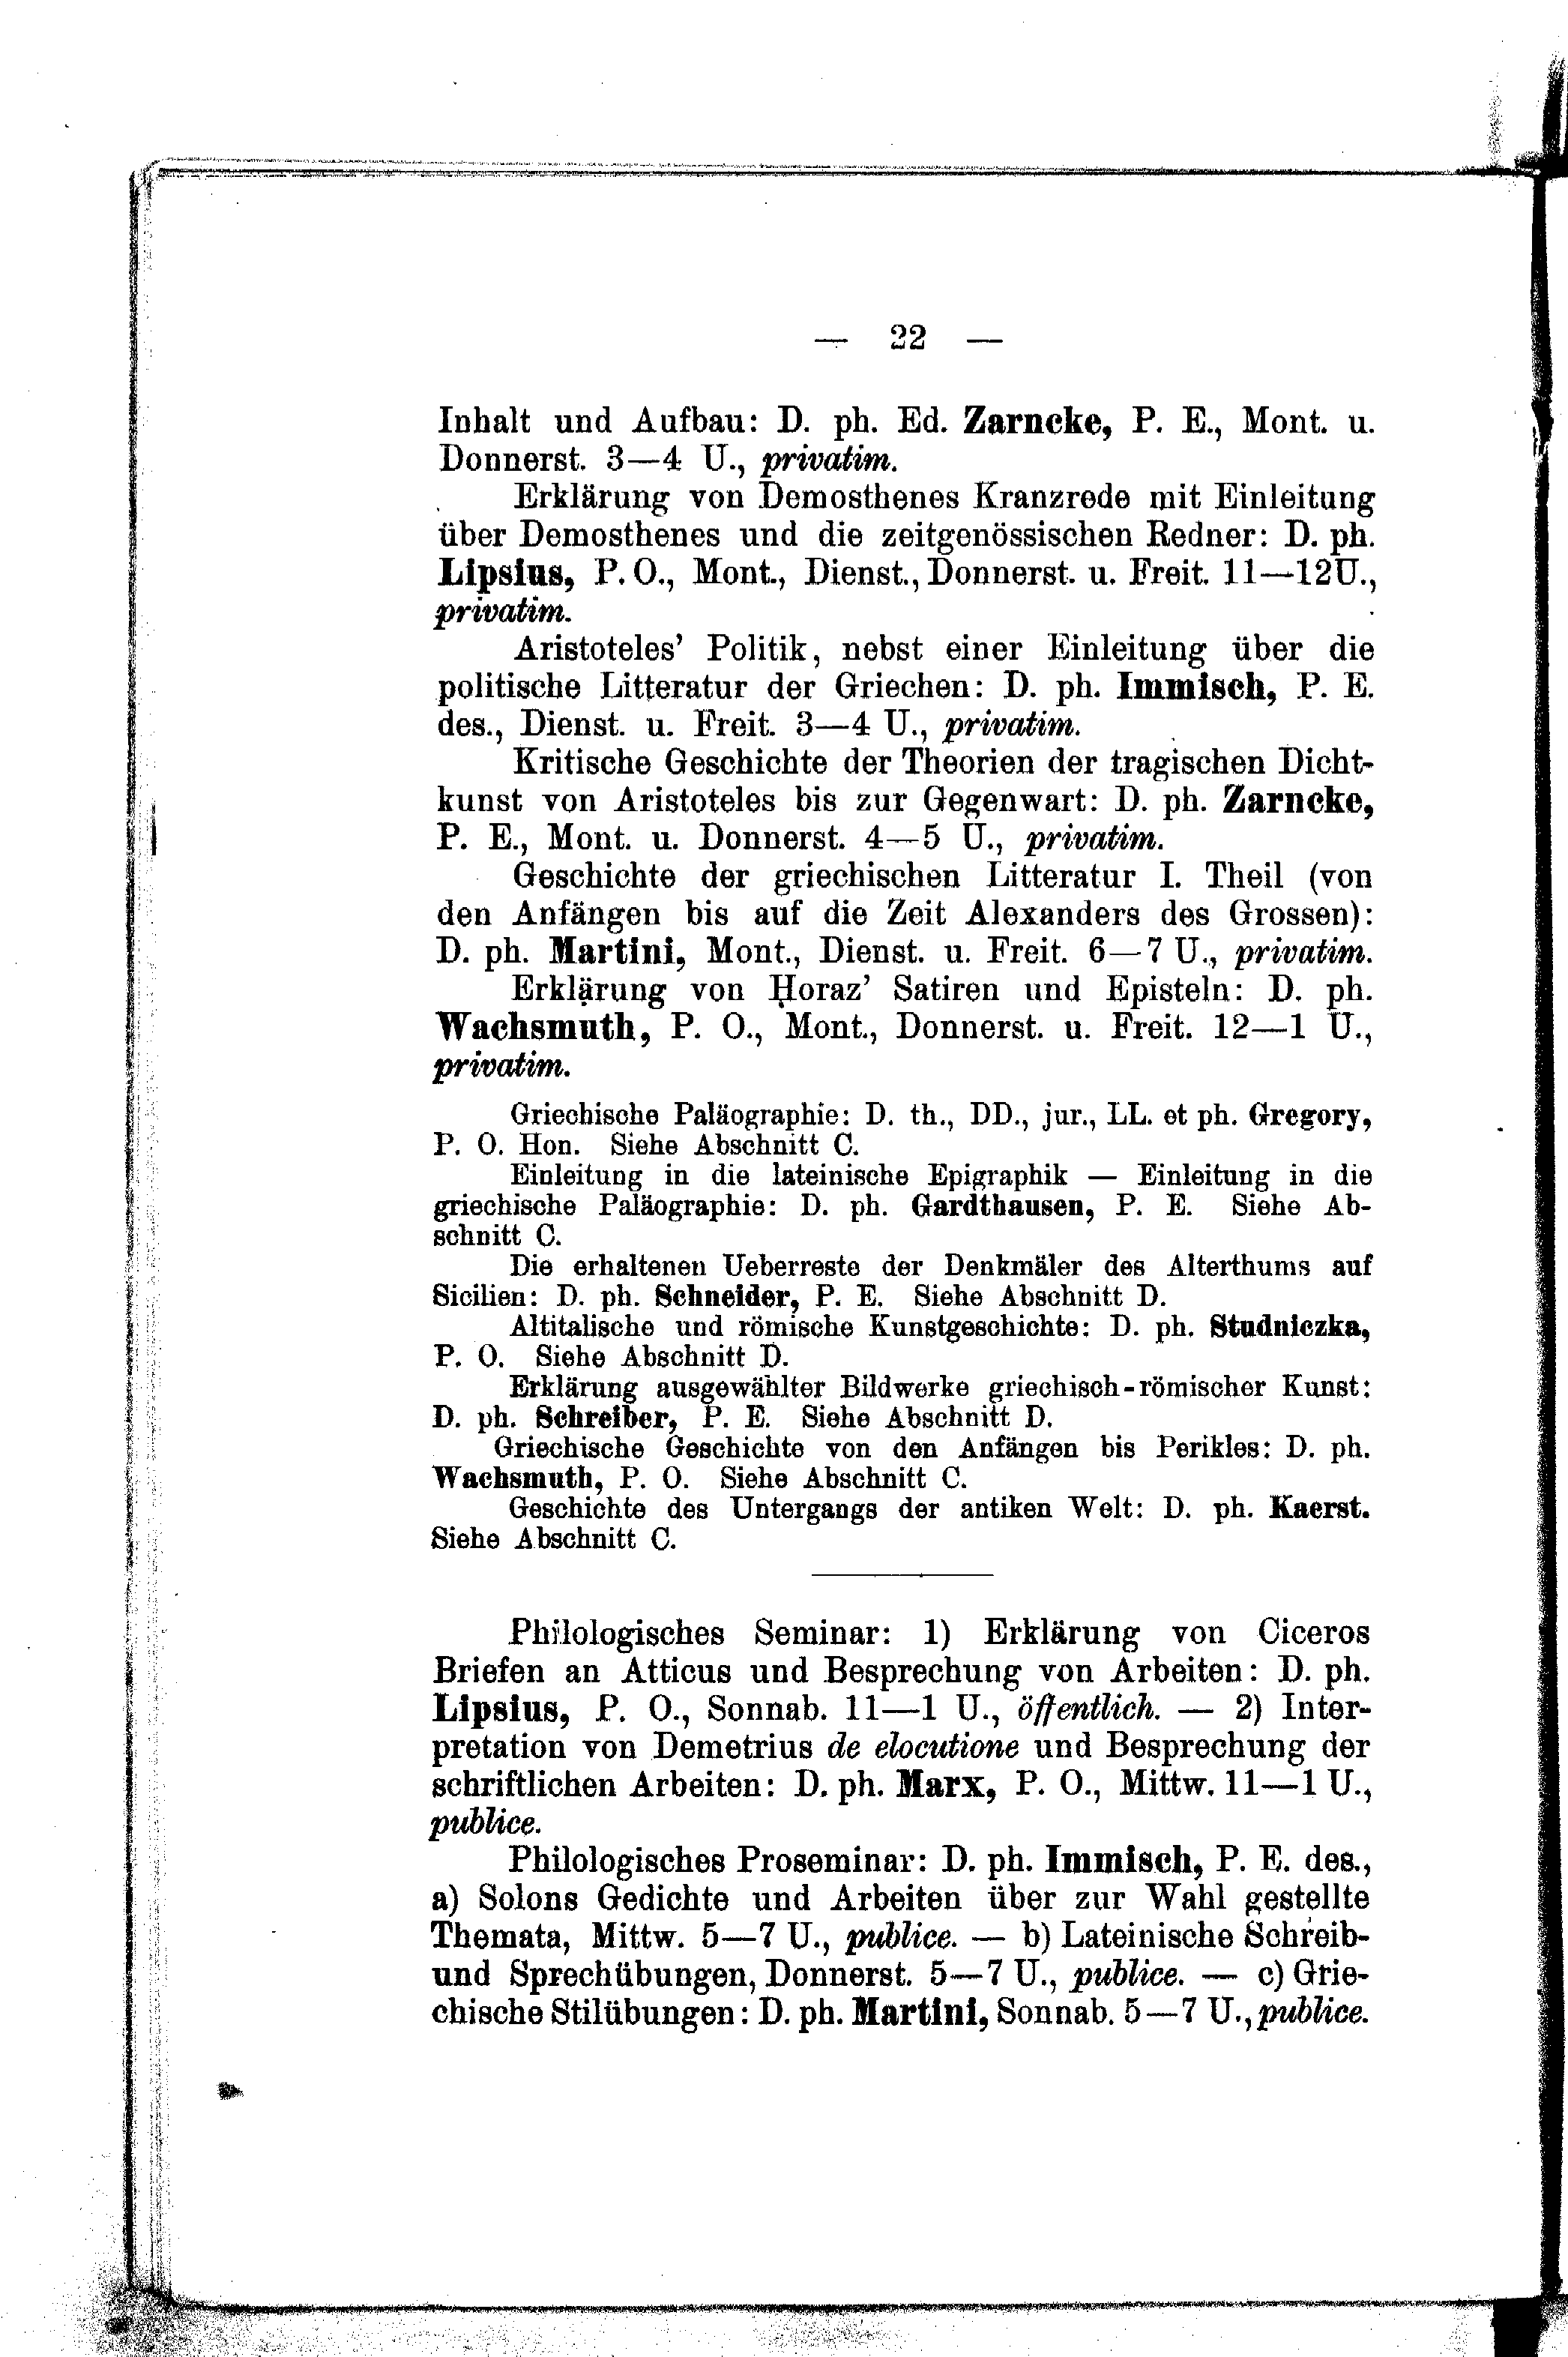 — 22 —
Inhalt und Aufbau: D. ph. Ed. Zarncke, P. E., Mont. u.
Donnerst. 3—4 U., privatim.
Erklärung von Demosthenes Kranzrede mit Einleitung
über Demosthenes und die zeitgenössischen Redner: D. ph.
Lipsius, P. O., Mont., Dienst., Donnerst. u. Freit. 11—12 U.,
privatim.
Aristoteles' Politik, nebst einer Einleitung über die
politische Litteratur der Griechen: D. ph. Immisch, P. E.
des., Dienst. u. Freit. 3—4 U., privatim.
Kritische Geschichte der Theorien der tragischen Dicht-
kunst von Aristoteles bis zur Gegenwart: D. ph. Zarncke,
P. E., Mont. u. Donnerst. 4—5 U., privatim.
Geschichte der griechischen Litteratur I. Theil (von
den Anfängen bis auf die Zeit Alexanders des Grossen):
D. ph. Martini, Mont., Dienst. u. Freit. 6—7 U., privatim.
Erklärung von Horaz' Satiren und Episteln: D. ph.
Wachsmuth, P. O., Mont., Donnerst. u. Freit. 12—1 U.,
privatim.
Griechische Paläographie: D. th., DD., jur., LL. et ph. Gregory,
P. O. Hon. Siehe Abschnitt C.
Einleitung in die lateinische Epigraphik — Einleitung in die
griechische Paläographie: D. ph. Gardthausen, P. E. Siehe Ab-
schnitt C.
Die erhaltenen Ueberreste der Denkmäler des Alterthums auf
Sicilien: D. ph. Schneider, P. E. Siehe Abschnitt D.
Altitalische und römische Kunstgeschichte: D. ph. Studniczka,
P. O. Siehe Abschnitt D.
Erklärung ausgewählter Bildwerke griechisch-römischer Kunst:
D. ph. Schreiber, P. E. Siehe Abschnitt D.
Griechische Geschichte von den Anfängen bis Perikles: D. ph.
Wachsmuth, P. O. Siehe Abschnitt C.
Geschichte des Untergangs der antiken Welt: D. ph. Kaerst.
Siehe Abschnitt C.
Philologisches Seminar: 1) Erklärung von Ciceros
Briefen an Atticus und Besprechung von Arbeiten: D. ph.
Lipsius, P. O., Sonnab. 11—1 U., öffentlich. — 2) Inter-
pretation von Demetrius de elocutione und Besprechung der
schriftlichen Arbeiten: D. ph. Marx, P. O., Mittw. 11—1 U.,
publice.
Philologisches Proseminar: D. ph. Immisch, P. E. des.,
a) Solons Gedichte und Arbeiten über zur Wahl gestellte
Themata, Mittw. 5—7 U., publice. — b) Lateinische Schreib-
und Sprechübungen, Donnerst. 5—7 U., publice. — c) Grie-
chische Stilübungen: D. ph. Martini, Sonnab. 5—7 U., publice.